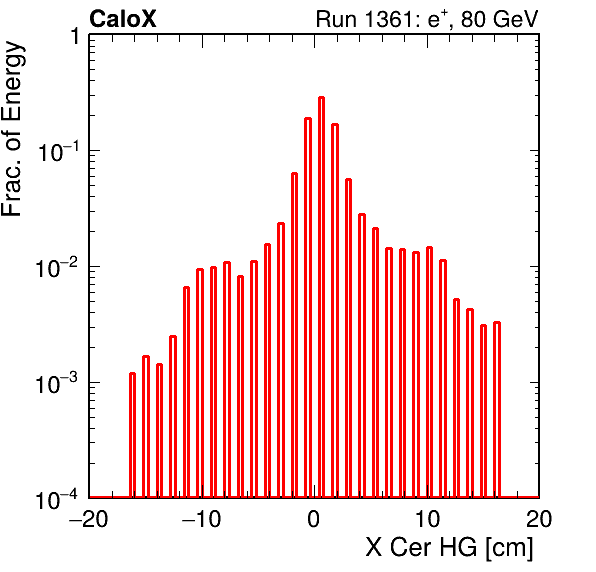 CaloX Run 1361: e⁺, 80 GeV
Frac. of Energy
1
10⁻¹
10⁻²
10⁻³
10⁻⁴
−20 −10 0 10 20
X Cer HG [cm]